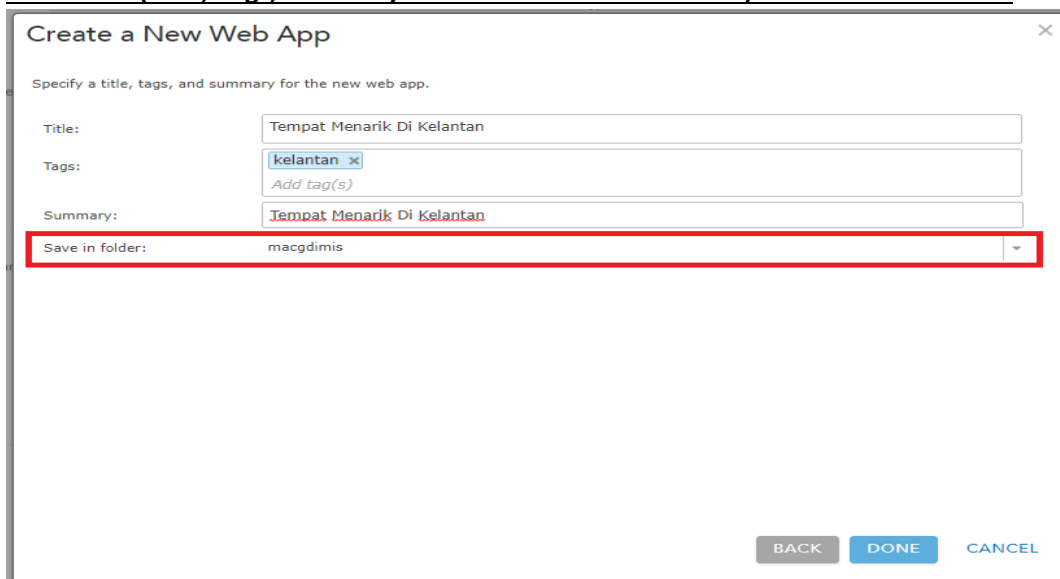 Create a New Web App
×
Specify a title, tags, and summary for the new web app.
Title: Tempat Menarik Di Kelantan
Tags: kelantan ×
Add tag(s)
Summary: Tempat Menarik Di Kelantan
Save in folder: macgdimis
BACK DONE CANCEL